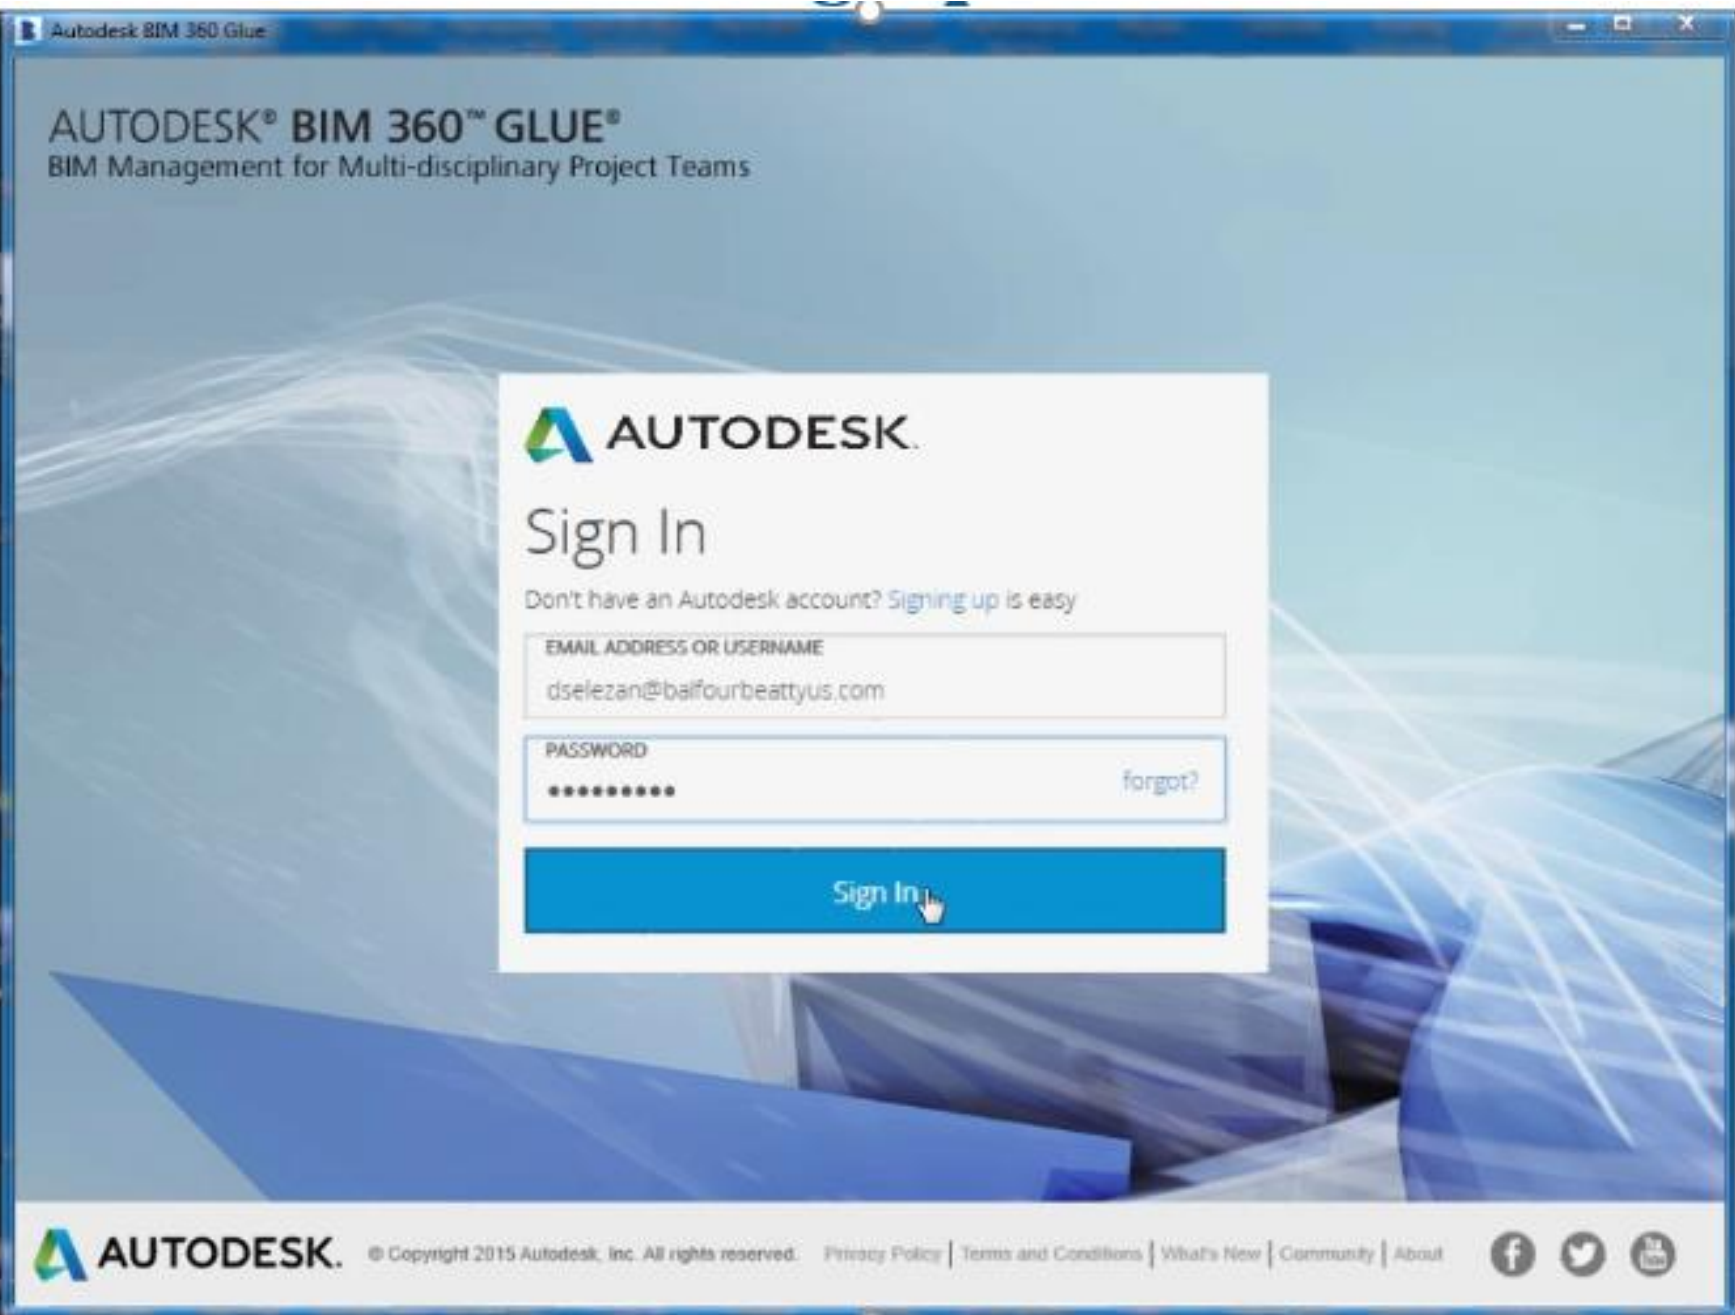 Autodesk BIM 360 Glue
AUTODESK® BIM 360™ GLUE®
BIM Management for Multi-disciplinary Project Teams
AUTODESK.
Sign In
Don't have an Autodesk account? Signing up is easy
EMAIL ADDRESS OR USERNAME
dselezan@balfourbeattyus.com
PASSWORD
forgot?
Sign In
AUTODESK. © Copyright 2015 Autodesk, Inc. All rights reserved. Privacy Policy | Terms and Conditions | What's New | Community | About